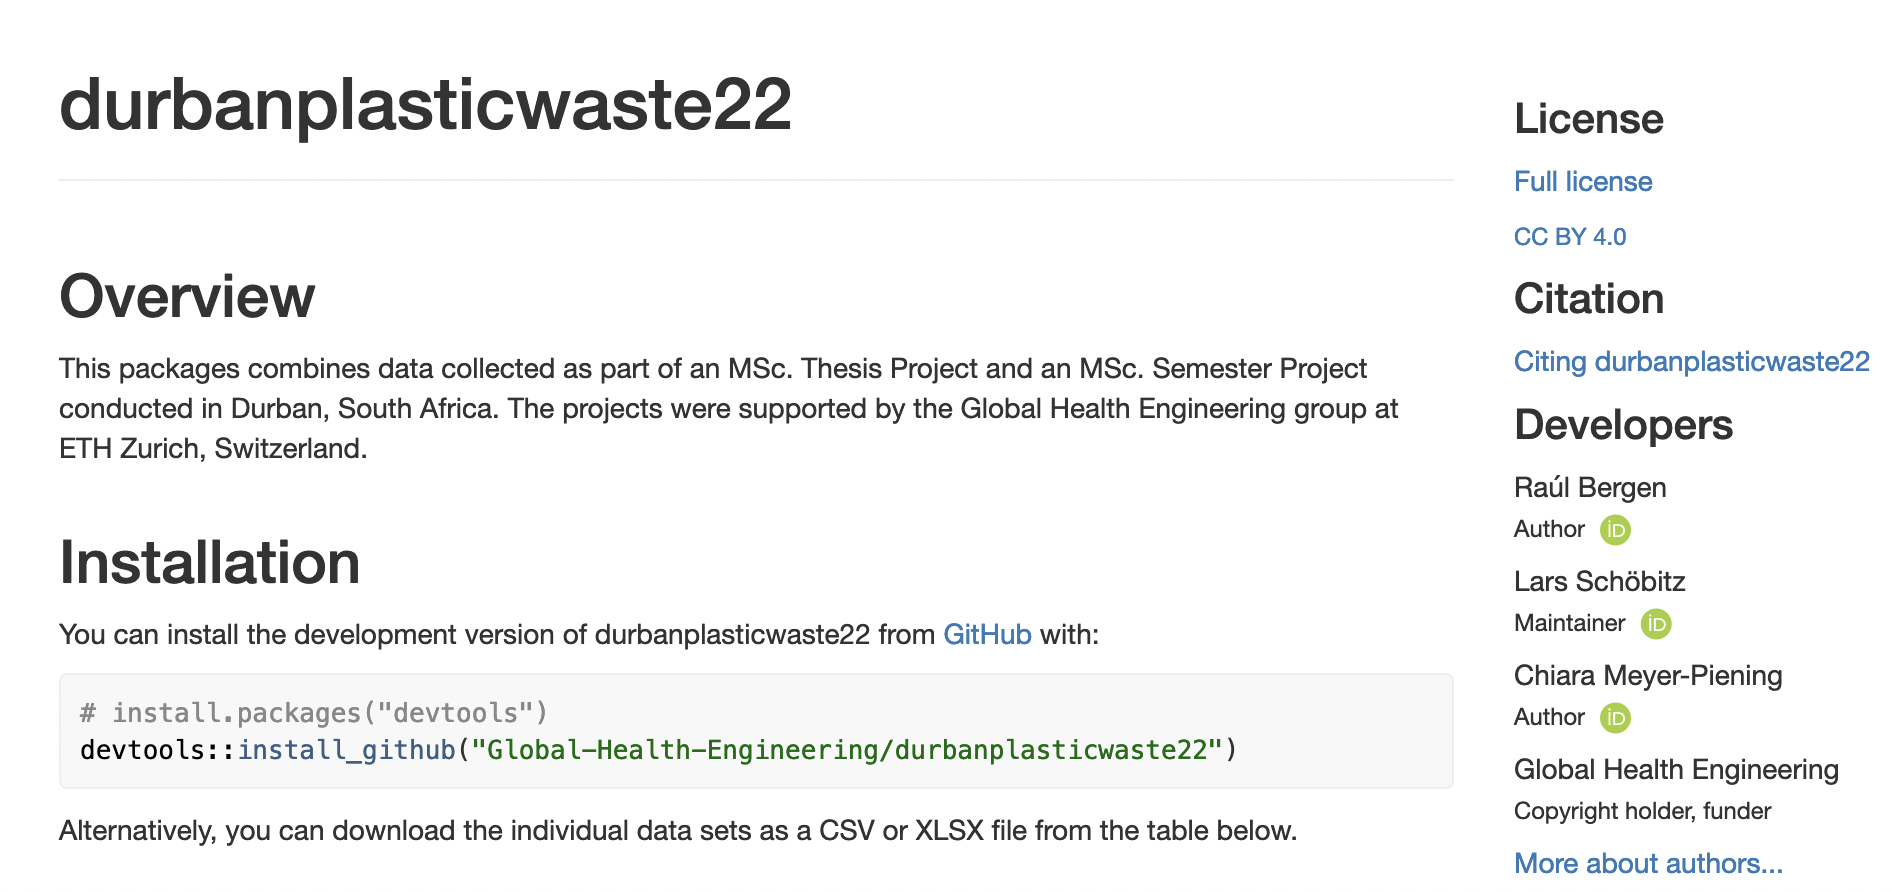 durbanplasticwaste22
Overview
This packages combines data collected as part of an MSc. Thesis Project and an MSc. Semester Project
conducted in Durban, South Africa. The projects were supported by the Global Health Engineering group at
ETH Zurich, Switzerland.
Installation
You can install the development version of durbanplasticwaste22 from GitHub with:
# install.packages("devtools")
devtools::install_github("Global-Health-Engineering/durbanplasticwaste22")
Alternatively, you can download the individual data sets as a CSV or XLSX file from the table below.
License
Full license
CC BY 4.0
Citation
Citing durbanplasticwaste22
Developers
Raúl Bergen
Author iD
Lars Schöbitz
Maintainer iD
Chiara Meyer-Piening
Author iD
Global Health Engineering
Copyright holder, funder
More about authors...